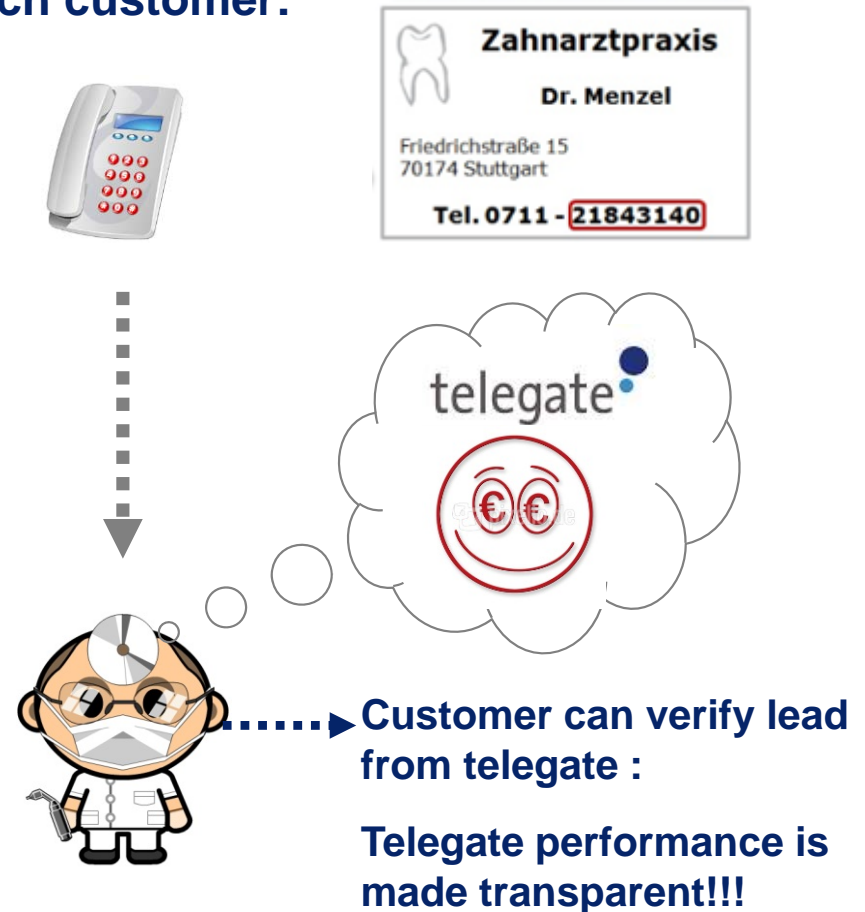 ch customer:
Zahnarztpraxis
Dr. Menzel
Friedrichstraße 15
70174 Stuttgart
Tel. 0711 - 21843140
telegate
€ €
Customer can verify lead
from telegate :
Telegate performance is
made transparent!!!